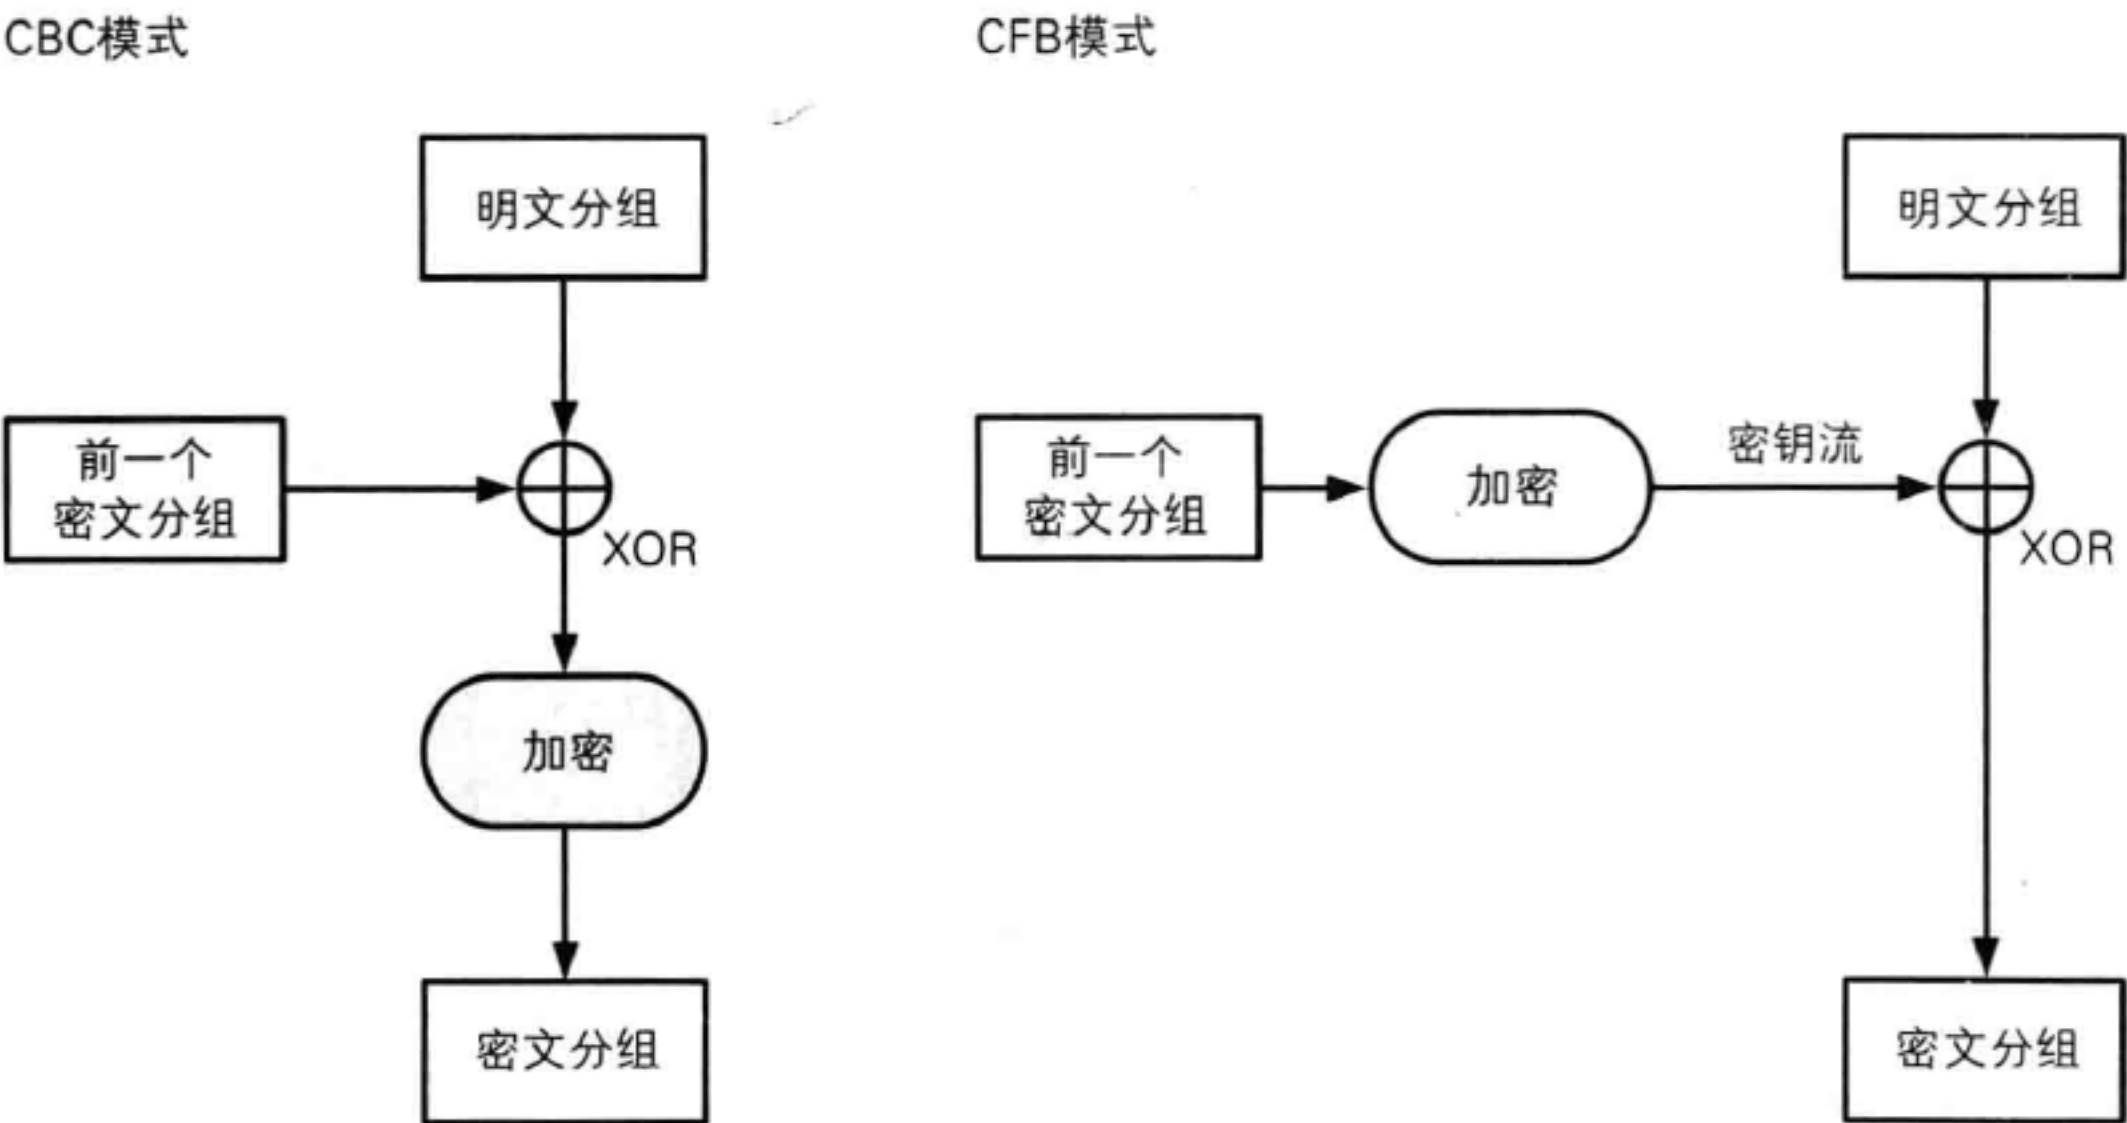 CBC模式
明文分组
前一个
密文分组
XOR
加密
密文分组
CFB模式
明文分组
前一个
密文分组
加密
密钥流
XOR
密文分组